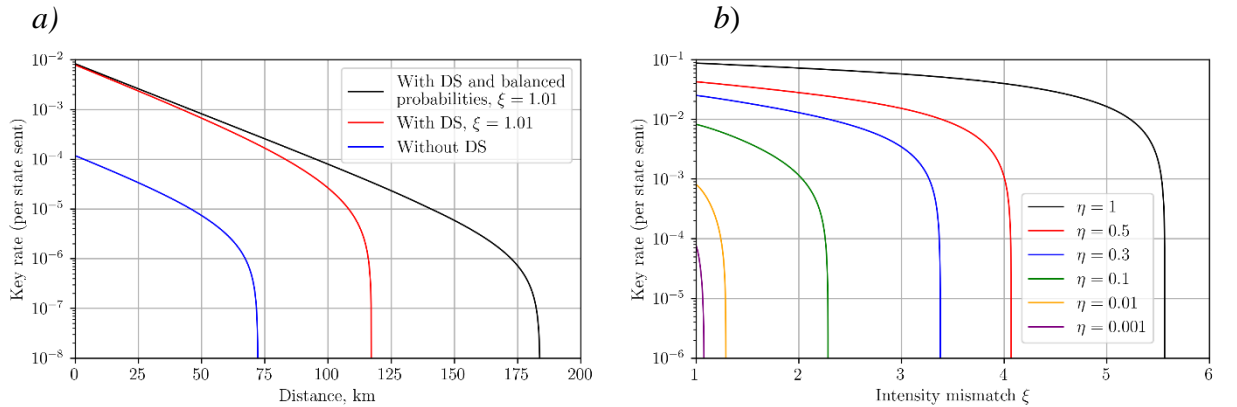 a)
b)
10⁻²
10⁻³
10⁻⁴
10⁻⁵
10⁻⁶
10⁻⁷
10⁻⁸
Key rate (per state sent)
With DS and balanced
probabilities, ξ = 1.01
With DS, ξ = 1.01
Without DS
0 25 50 75 100 125 150 175 200
Distance, km
10⁻¹
10⁻²
10⁻³
10⁻⁴
10⁻⁵
10⁻⁶
Key rate (per state sent)
η = 1
η = 0.5
η = 0.3
η = 0.1
η = 0.01
η = 0.001
1 2 3 4 5 6
Intensity mismatch ξ